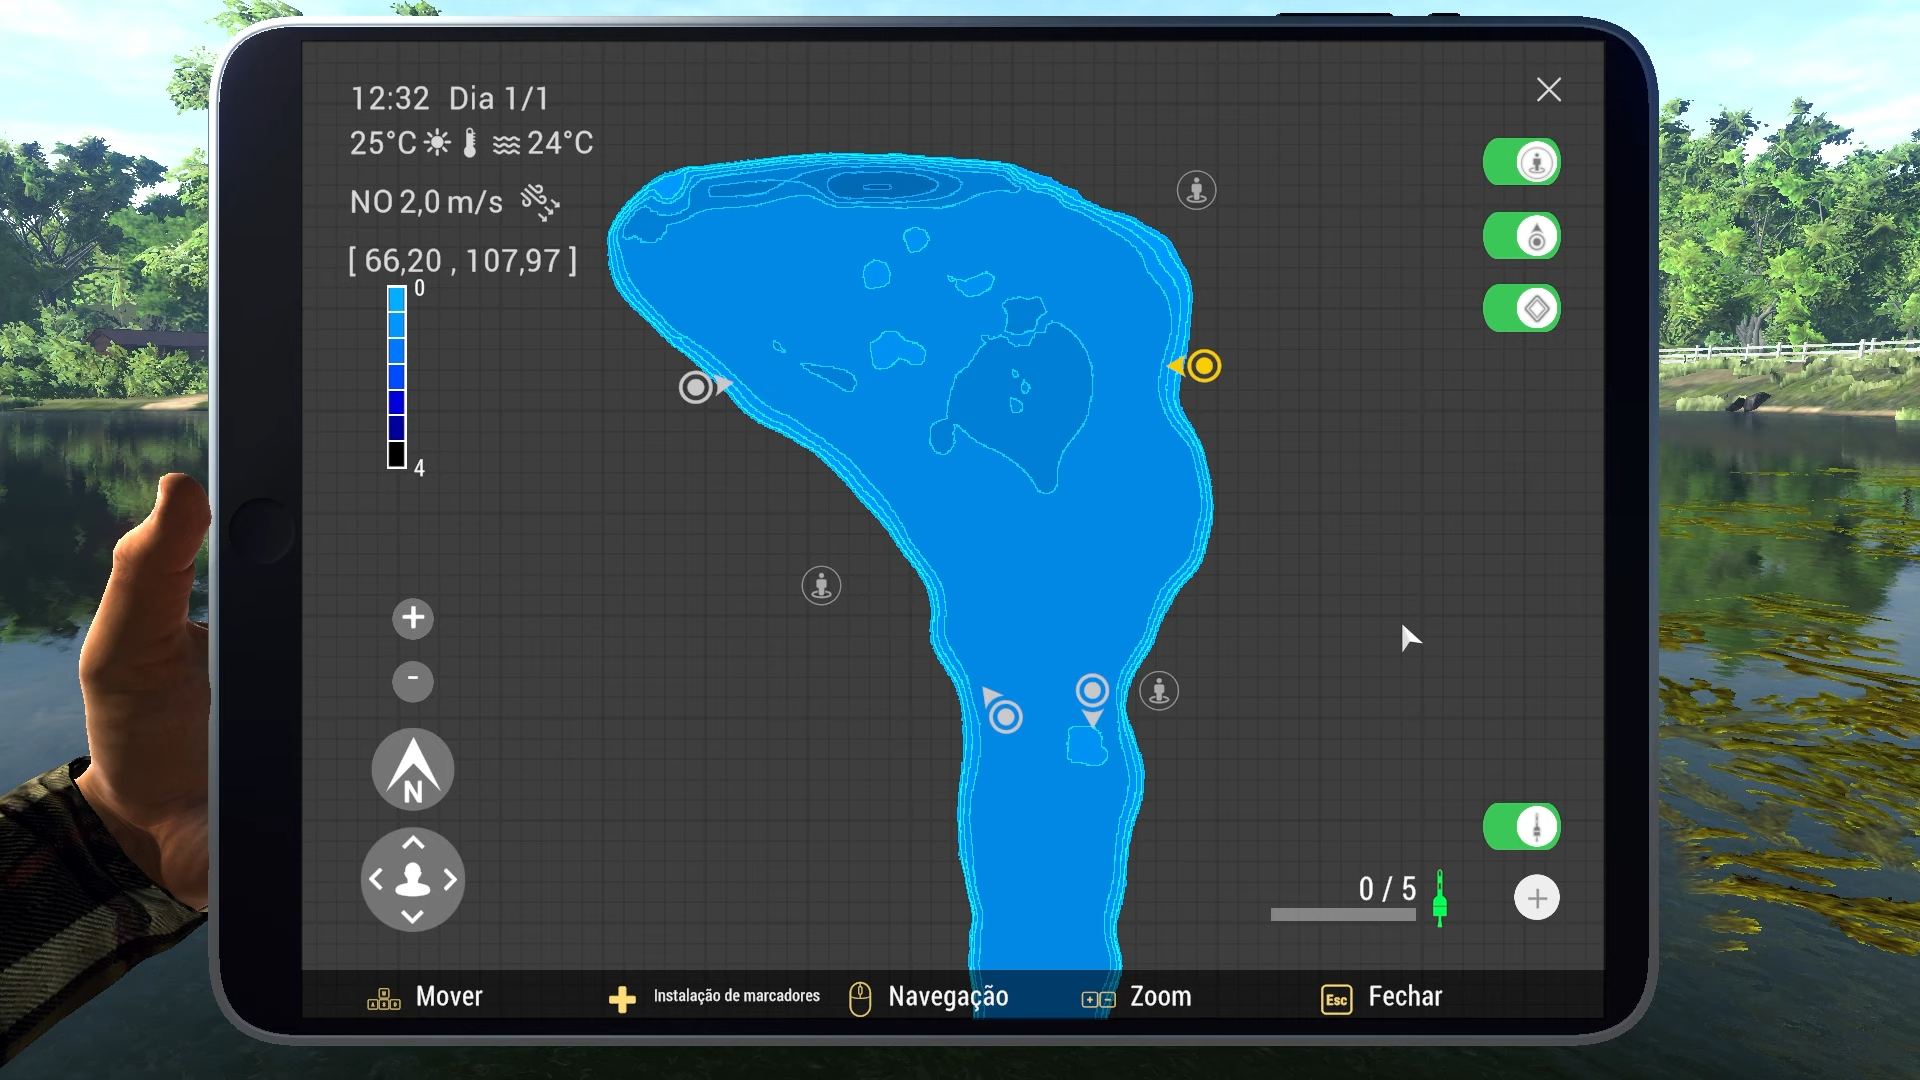 12:32 Dia 1/1
25°C 24°C
NO 2,0 m/s
[ 66,20 , 107,97 ]
0
4
+
-
N
0 / 5
+
Mover
Instalação de marcadores
Navegação
Zoom
Esc
Fechar